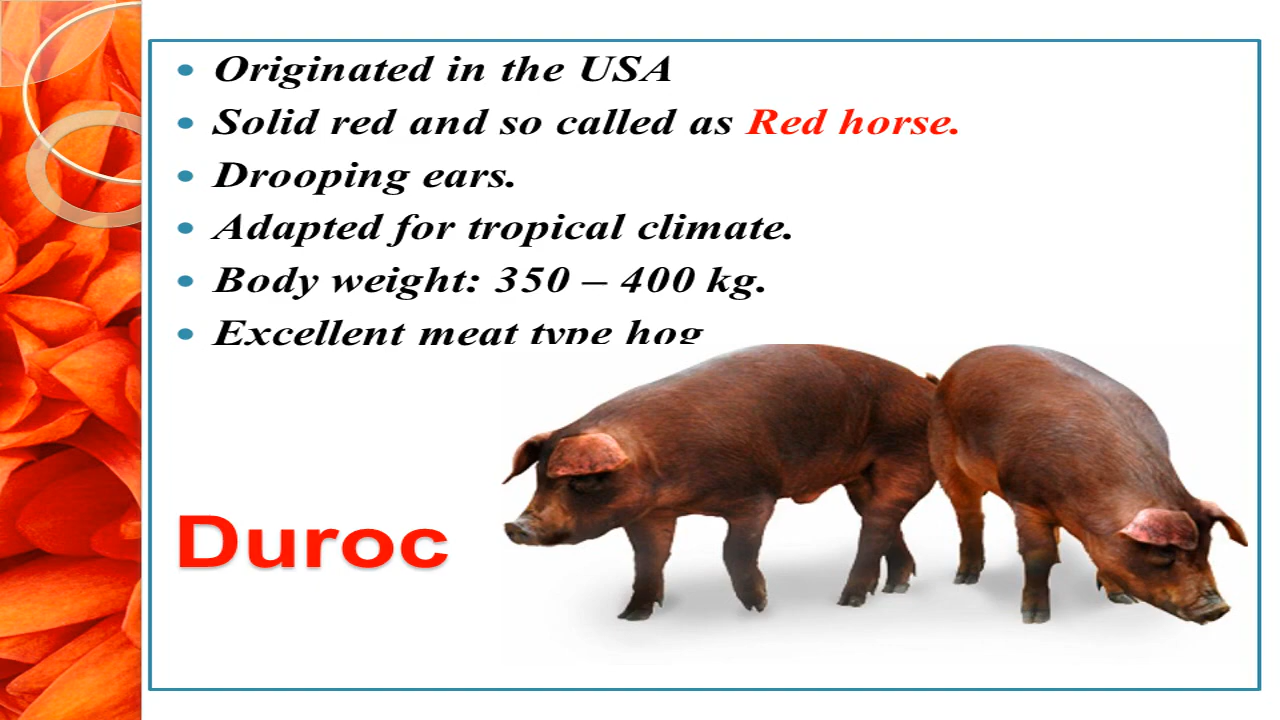 • Originated in the USA
• Solid red and so called as Red horse.
• Drooping ears.
• Adapted for tropical climate.
• Body weight: 350 – 400 kg.
• Excellent meat type hog
Duroc